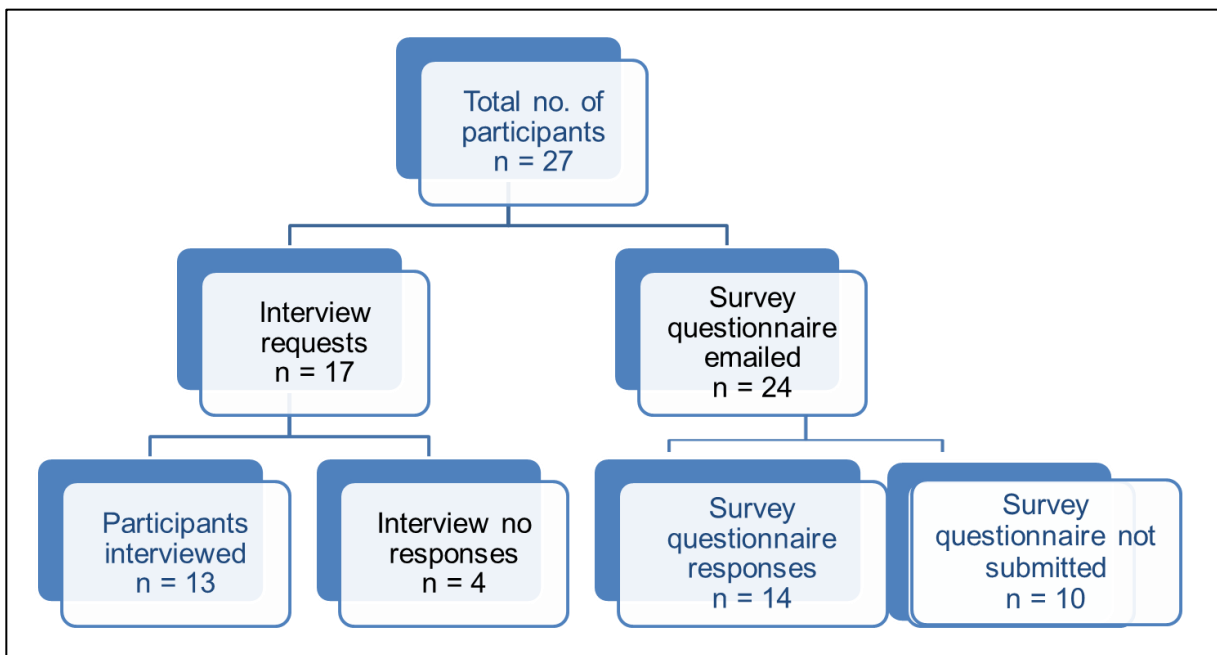 Total no. of
participants
n = 27
Interview
requests
n = 17
Survey
questionnaire
emailed
n = 24
Participants
interviewed
n = 13
Interview no
responses
n = 4
Survey
questionnaire
responses
n = 14
Survey
questionnaire not
submitted
n = 10